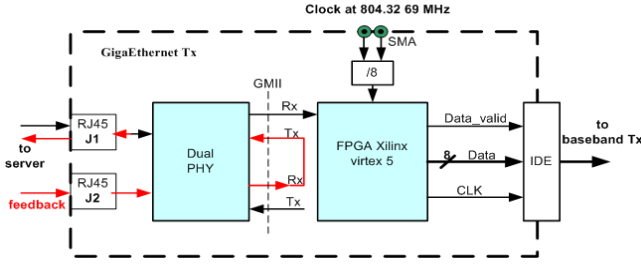 Clock at 804.32 69 MHz
GigaEthernet Tx
SMA
/8
GMII
RJ45
J1
to
server
Rx
Tx
Dual
PHY
FPGA Xilinx
virtex 5
Data_valid
8
Data
IDE
to
baseband Tx
RJ45
J2
feedback
Rx
Tx
CLK